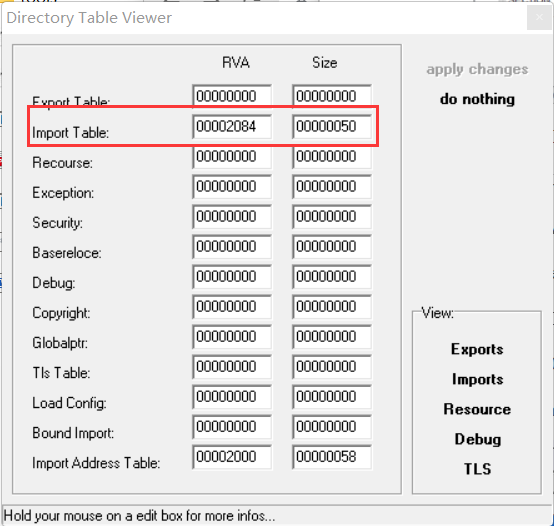 Directory Table Viewer
RVA Size
Export Table: 00000000 00000000
Import Table: 00002084 00000050
Recourse: 00000000 00000000
Exception: 00000000 00000000
Security: 00000000 00000000
Basereloce: 00000000 00000000
Debug: 00000000 00000000
Copyright: 00000000 00000000
Globalptr: 00000000 00000000
Tls Table: 00000000 00000000
Load Config: 00000000 00000000
Bound Import: 00000000 00000000
Import Address Table: 00002000 00000058
apply changes
do nothing
View:
Exports
Imports
Resource
Debug
TLS
Hold your mouse on a edit box for more infos...